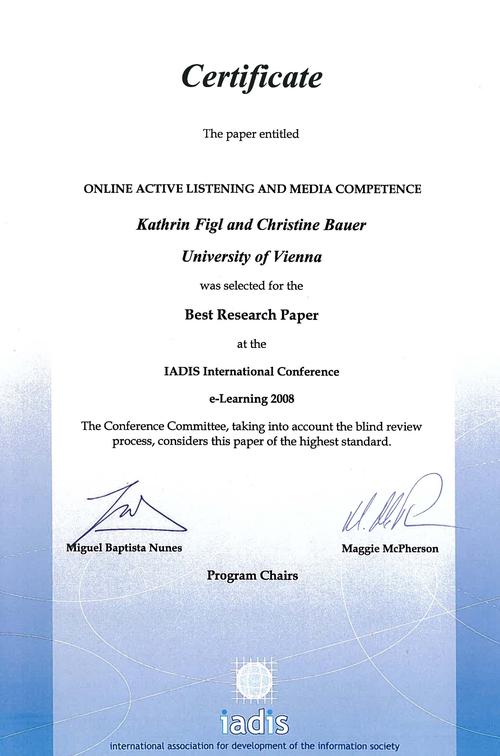 Certificate
The paper entitled
ONLINE ACTIVE LISTENING AND MEDIA COMPETENCE
Kathrin Figl and Christine Bauer
University of Vienna
was selected for the
Best Research Paper
at the
IADIS International Conference
e-Learning 2008
The Conference Committee, taking into account the blind review
process, considers this paper of the highest standard.
Miguel Baptista Nunes
Maggie McPherson
Program Chairs
iadis
international association for development of the information society